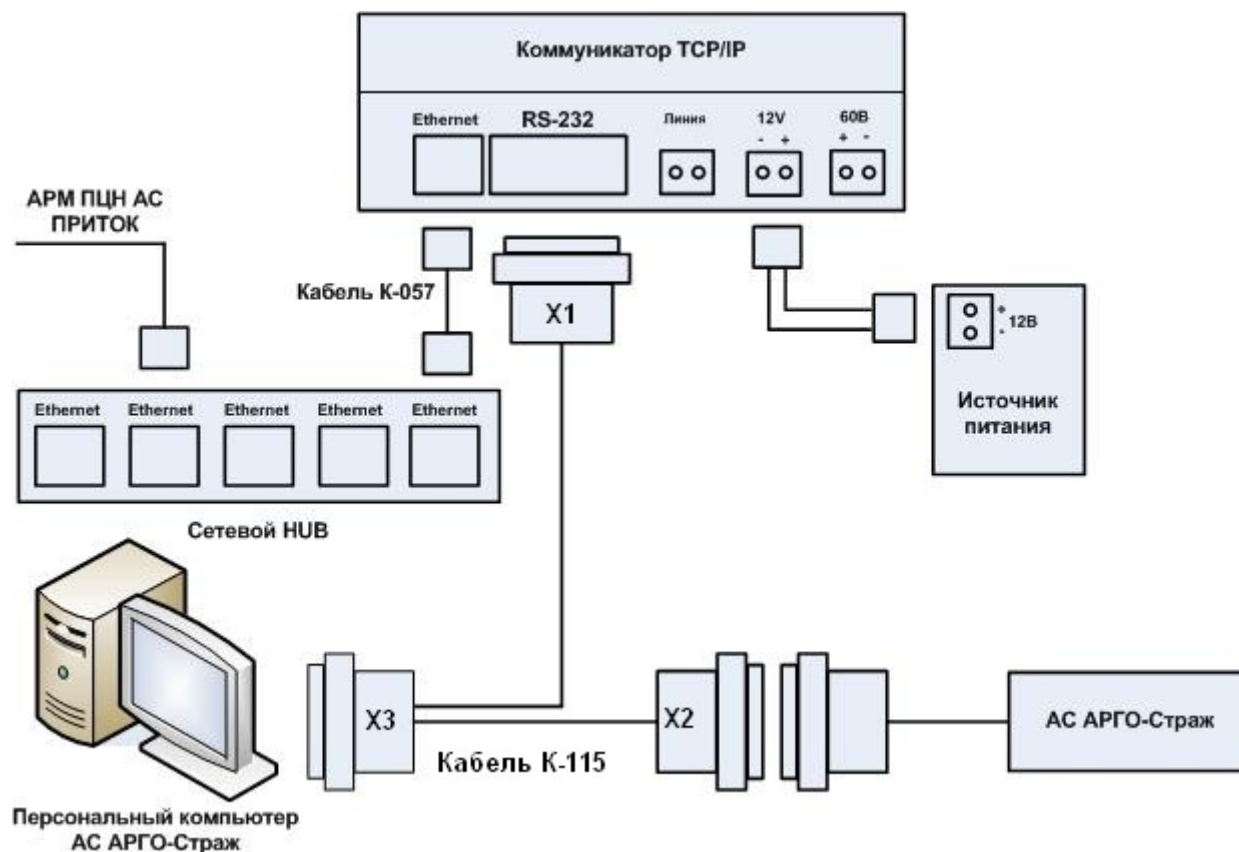 Коммуникатор TCP/IP
Ethernet
RS-232
Линия
12V
- +
60В
+ -
АРМ ПЦН АС
ПРИТОК
Кабель К-057
X1
+
12В
-
Источник
питания
Ethernet
Ethernet
Ethernet
Ethernet
Ethernet
Сетевой HUB
X3
X2
АС АРГО-Страж
Кабель К-115
Персональный компьютер
АС АРГО-Страж